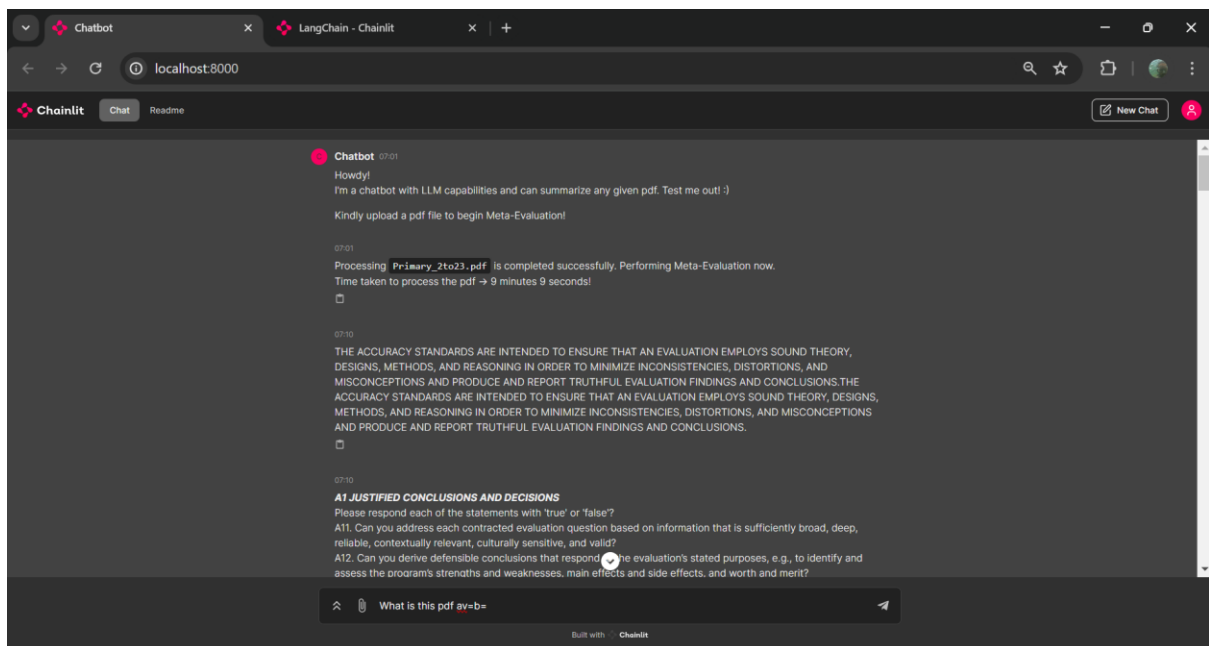 Chatbot
LangChain - Chainlit
localhost:8000
Chainlit
Chat
Readme
New Chat
Chatbot 07:01
Howdy!
I'm a chatbot with LLM capabilities and can summarize any given pdf. Test me out! :)
Kindly upload a pdf file to begin Meta-Evaluation!
07:01
Processing Primary_2to23.pdf is completed successfully. Performing Meta-Evaluation now.
Time taken to process the pdf → 9 minutes 9 seconds!
07:10
THE ACCURACY STANDARDS ARE INTENDED TO ENSURE THAT AN EVALUATION EMPLOYS SOUND THEORY,
DESIGNS, METHODS, AND REASONING IN ORDER TO MINIMIZE INCONSISTENCIES, DISTORTIONS, AND
MISCONCEPTIONS AND PRODUCE AND REPORT TRUTHFUL EVALUATION FINDINGS AND CONCLUSIONS.THE
ACCURACY STANDARDS ARE INTENDED TO ENSURE THAT AN EVALUATION EMPLOYS SOUND THEORY, DESIGNS,
METHODS, AND REASONING IN ORDER TO MINIMIZE INCONSISTENCIES, DISTORTIONS, AND MISCONCEPTIONS
AND PRODUCE AND REPORT TRUTHFUL EVALUATION FINDINGS AND CONCLUSIONS.
07:10
A1 JUSTIFIED CONCLUSIONS AND DECISIONS
Please respond each of the statements with 'true' or 'false'?
A11. Can you address each contracted evaluation question based on information that is sufficiently broad, deep,
reliable, contextually relevant, culturally sensitive, and valid?
A12. Can you derive defensible conclusions that respond the evaluation's stated purposes, e.g., to identify and
assess the program's strengths and weaknesses, main effects and side effects, and worth and merit?
What is this pdf av=b=
Built with Chainlit